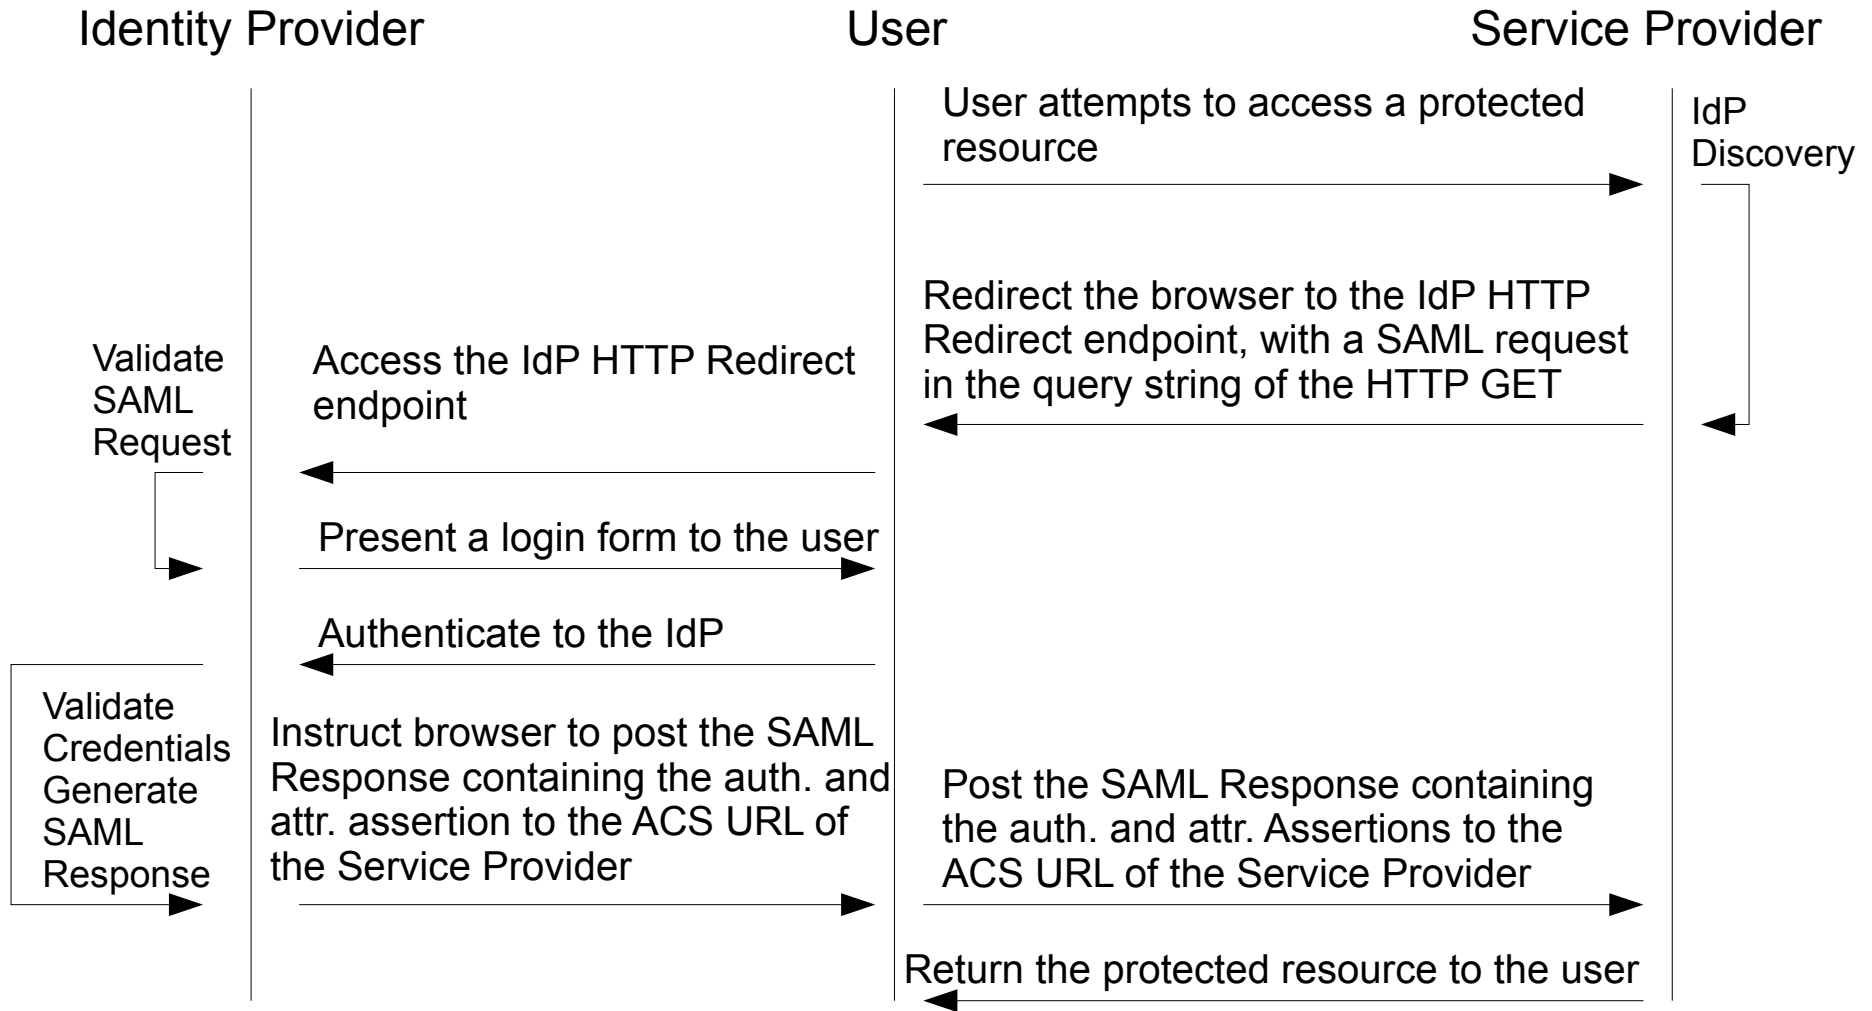 Identity Provider
User
Service Provider
User attempts to access a protected
resource
IdP
Discovery
Redirect the browser to the IdP HTTP
Redirect endpoint, with a SAML request
in the query string of the HTTP GET
Validate
SAML
Request
Access the IdP HTTP Redirect
endpoint
Present a login form to the user
Authenticate to the IdP
Validate
Credentials
Generate
SAML
Response
Instruct browser to post the SAML
Response containing the auth. and
attr. assertion to the ACS URL of
the Service Provider
Post the SAML Response containing
the auth. and attr. Assertions to the
ACS URL of the Service Provider
Return the protected resource to the user